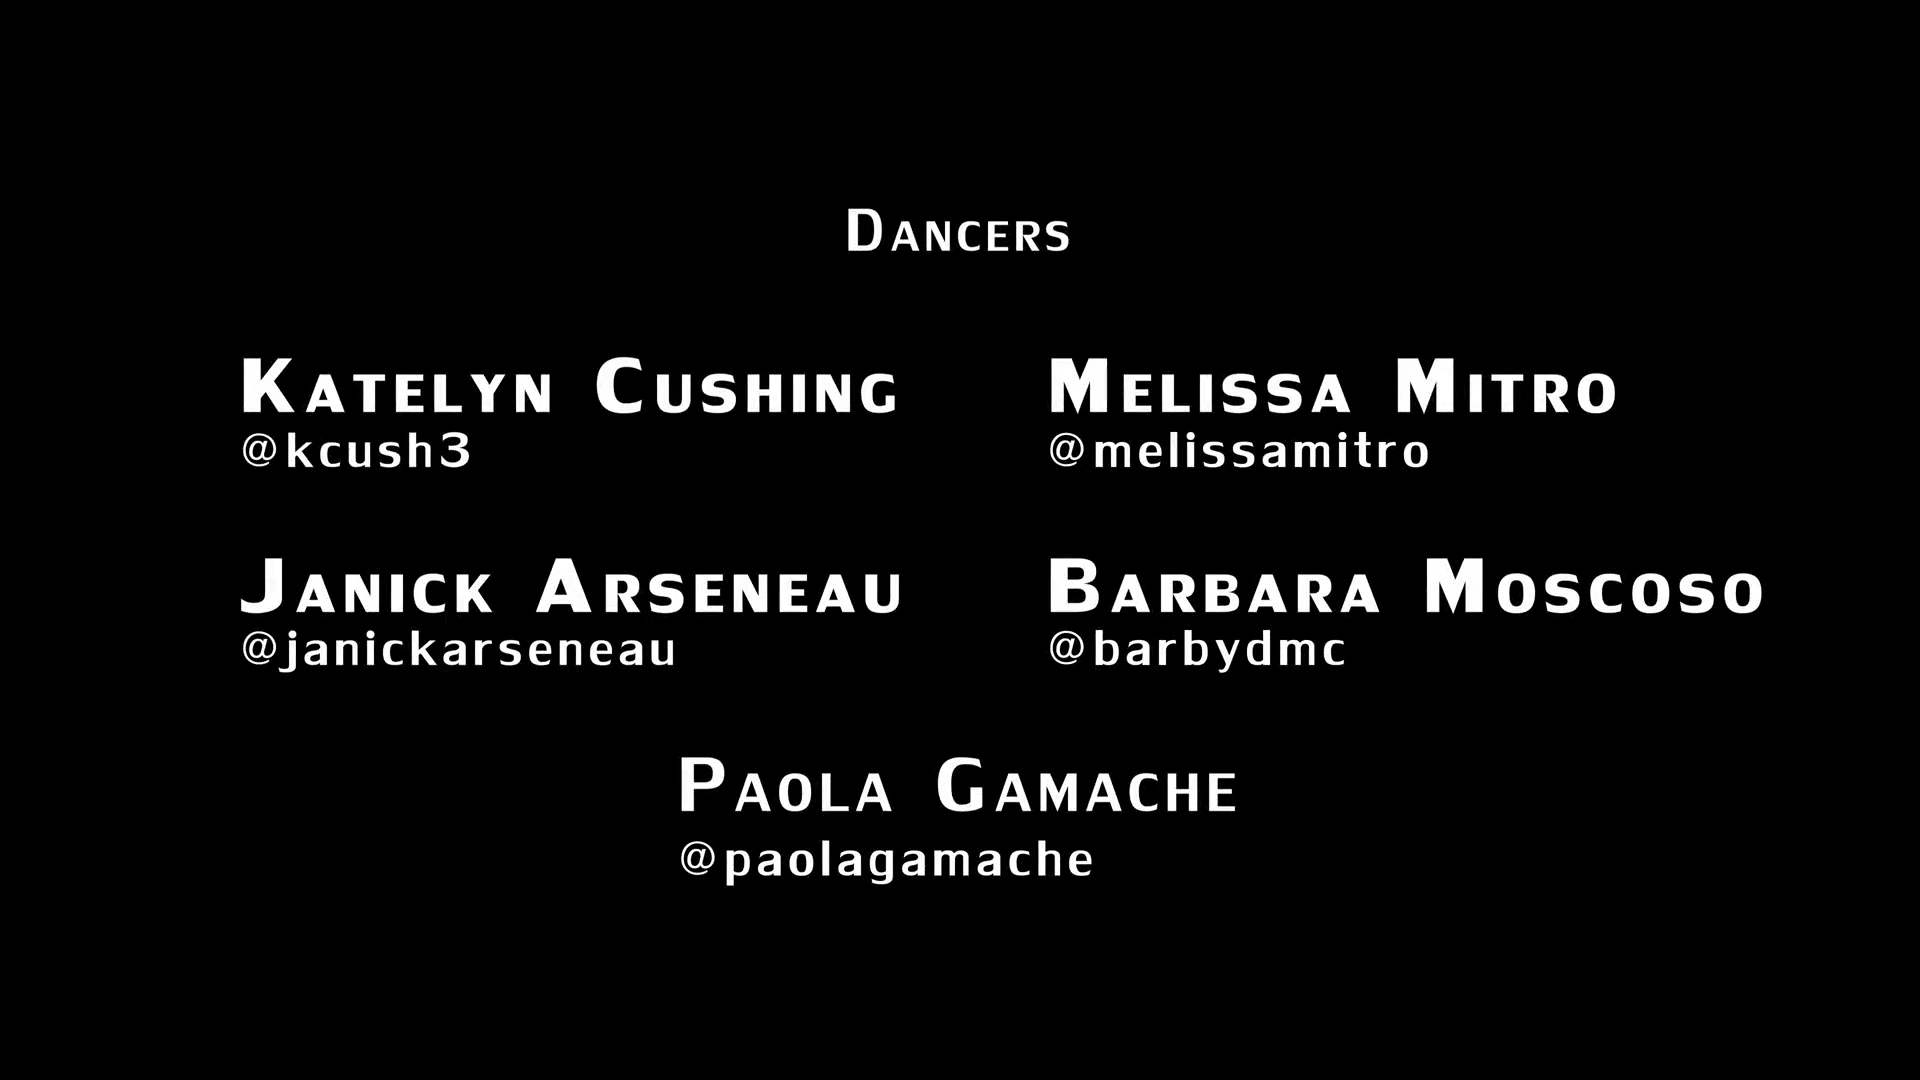 Dancers
Katelyn Cushing
@kcush3
Melissa Mitro
@melissamitro
Janick Arseneau
@janickarseneau
Barbara Moscoso
@barbydmc
Paola Gamache
@paolagamache